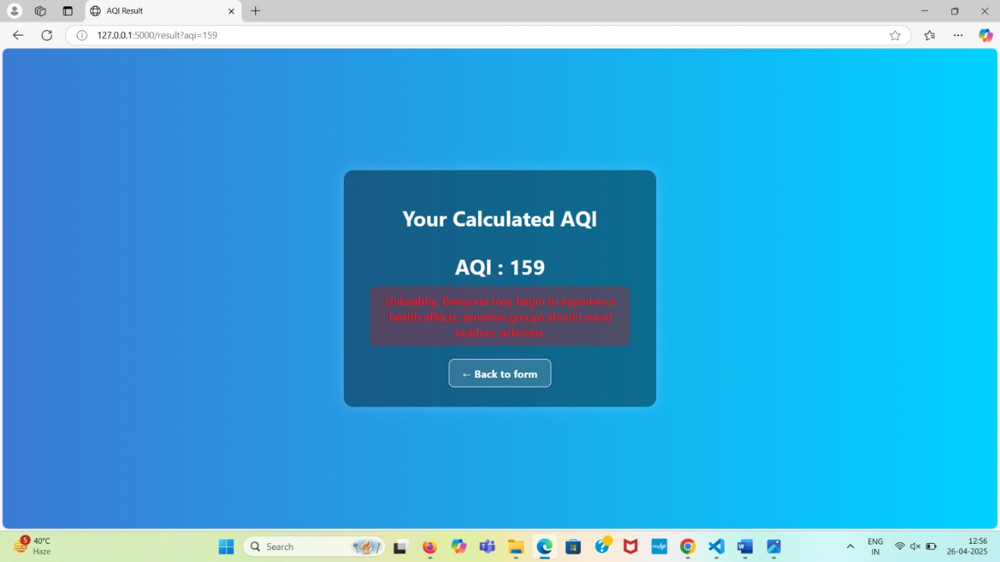 AQI Result
127.0.0.1:5000/result?aqi=159
Your Calculated AQI
AQI : 159
Unhealthy. Everyone may begin to experience
health effects, sensitive groups should avoid
outdoor activities.
← Back to form
5
40°C
Haze
Search
myhp
ENG
IN
12:56
26-04-2025